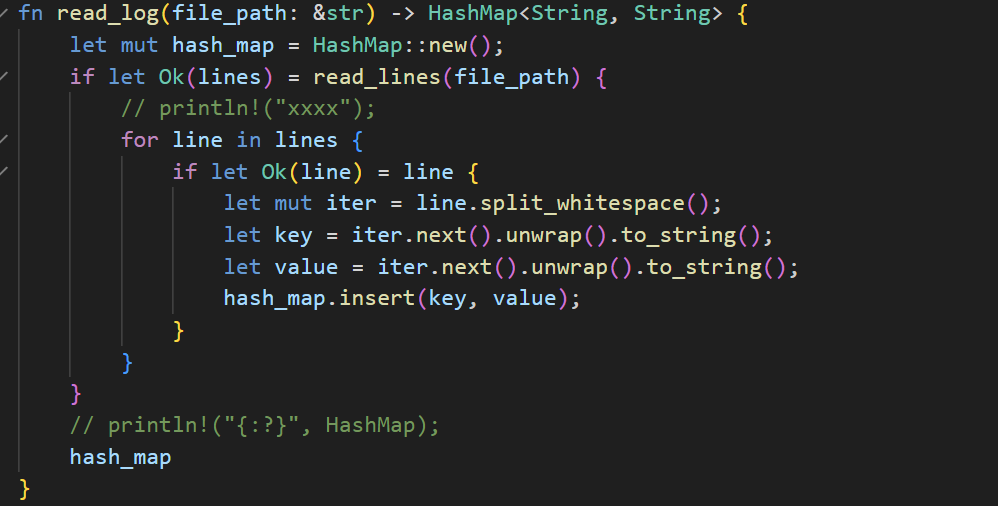 fn read_log(file_path: &str) -> HashMap<String, String> {
    let mut hash_map = HashMap::new();
    if let Ok(lines) = read_lines(file_path) {
        // println!("xxxx");
        for line in lines {
            if let Ok(line) = line {
                let mut iter = line.split_whitespace();
                let key = iter.next().unwrap().to_string();
                let value = iter.next().unwrap().to_string();
                hash_map.insert(key, value);
            }
        }
    }
    // println!("{:?}", HashMap);
    hash_map
}